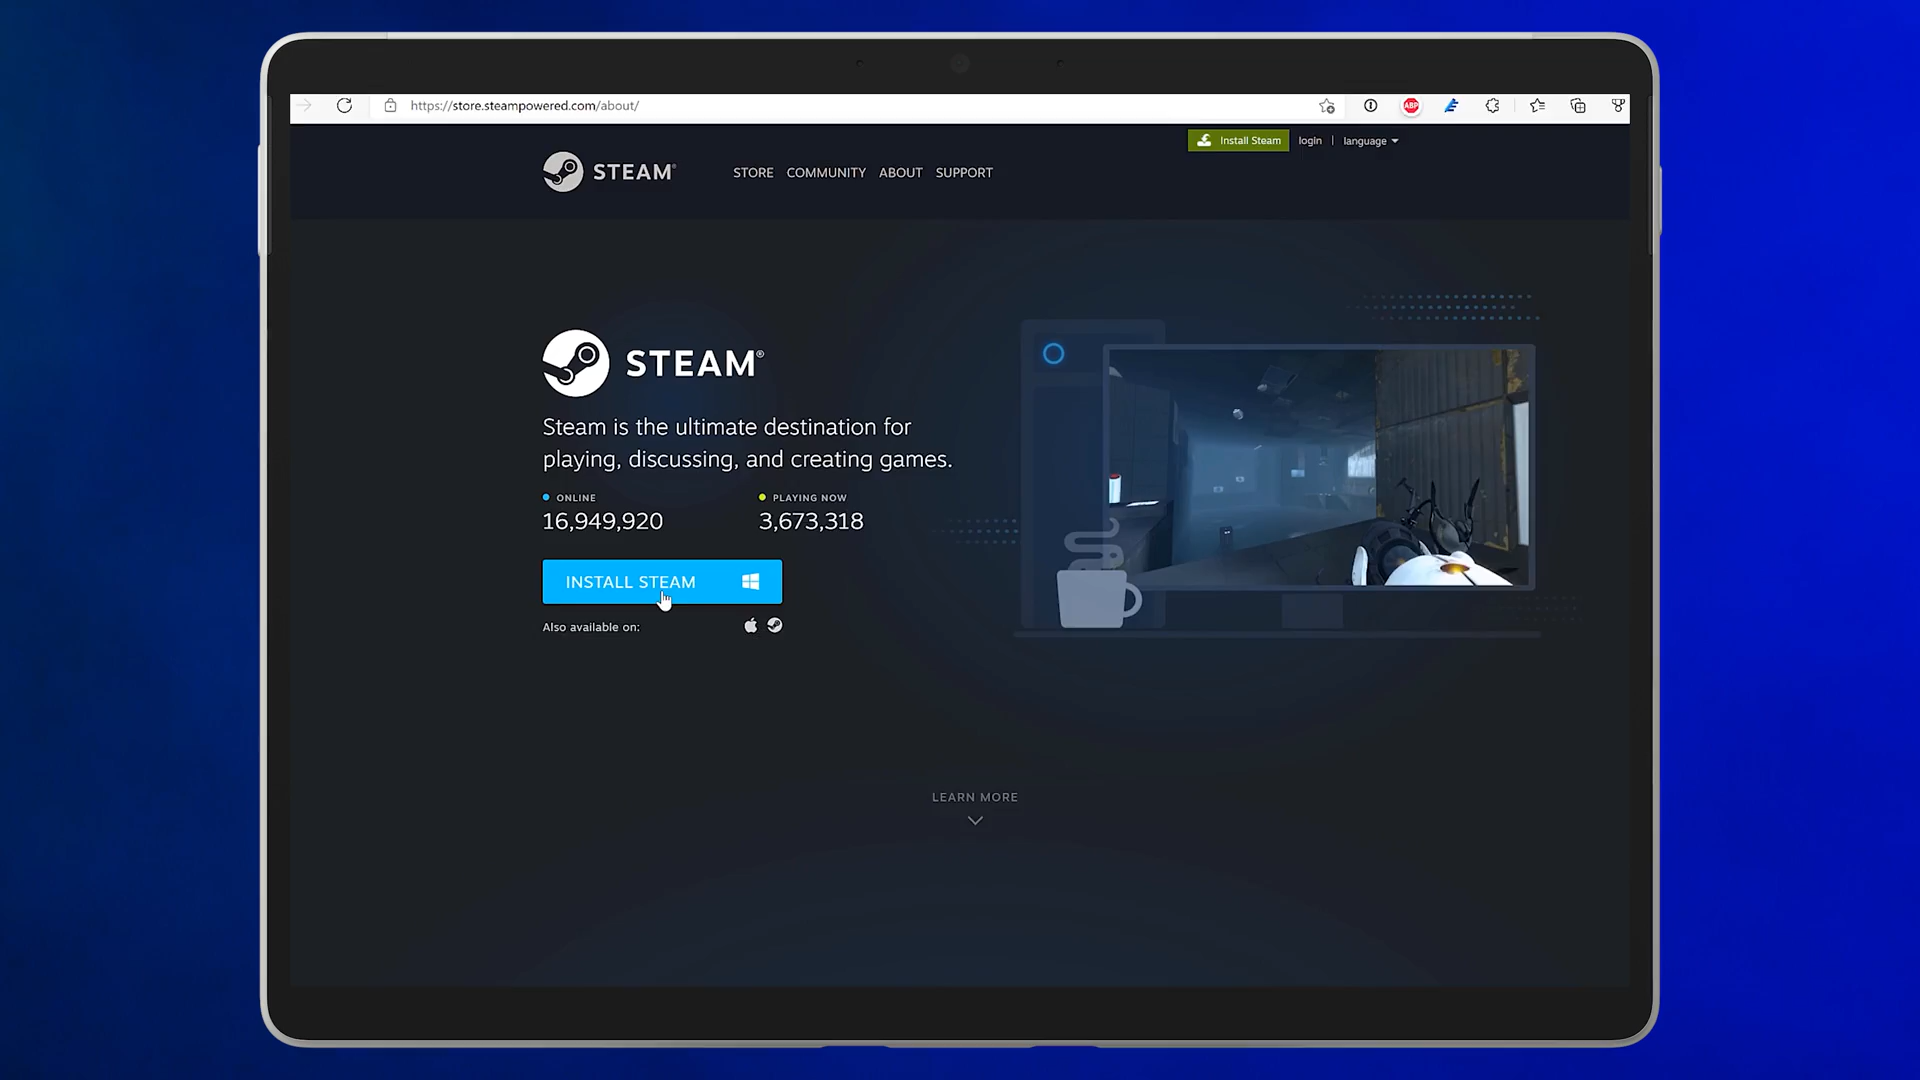 https://store.steampowered.com/about/
ABP
Install Steam login | language
STEAM®
STORE COMMUNITY ABOUT SUPPORT
STEAM®
Steam is the ultimate destination for
playing, discussing, and creating games.
ONLINE
16,949,920
PLAYING NOW
3,673,318
INSTALL STEAM
Also available on:
LEARN MORE